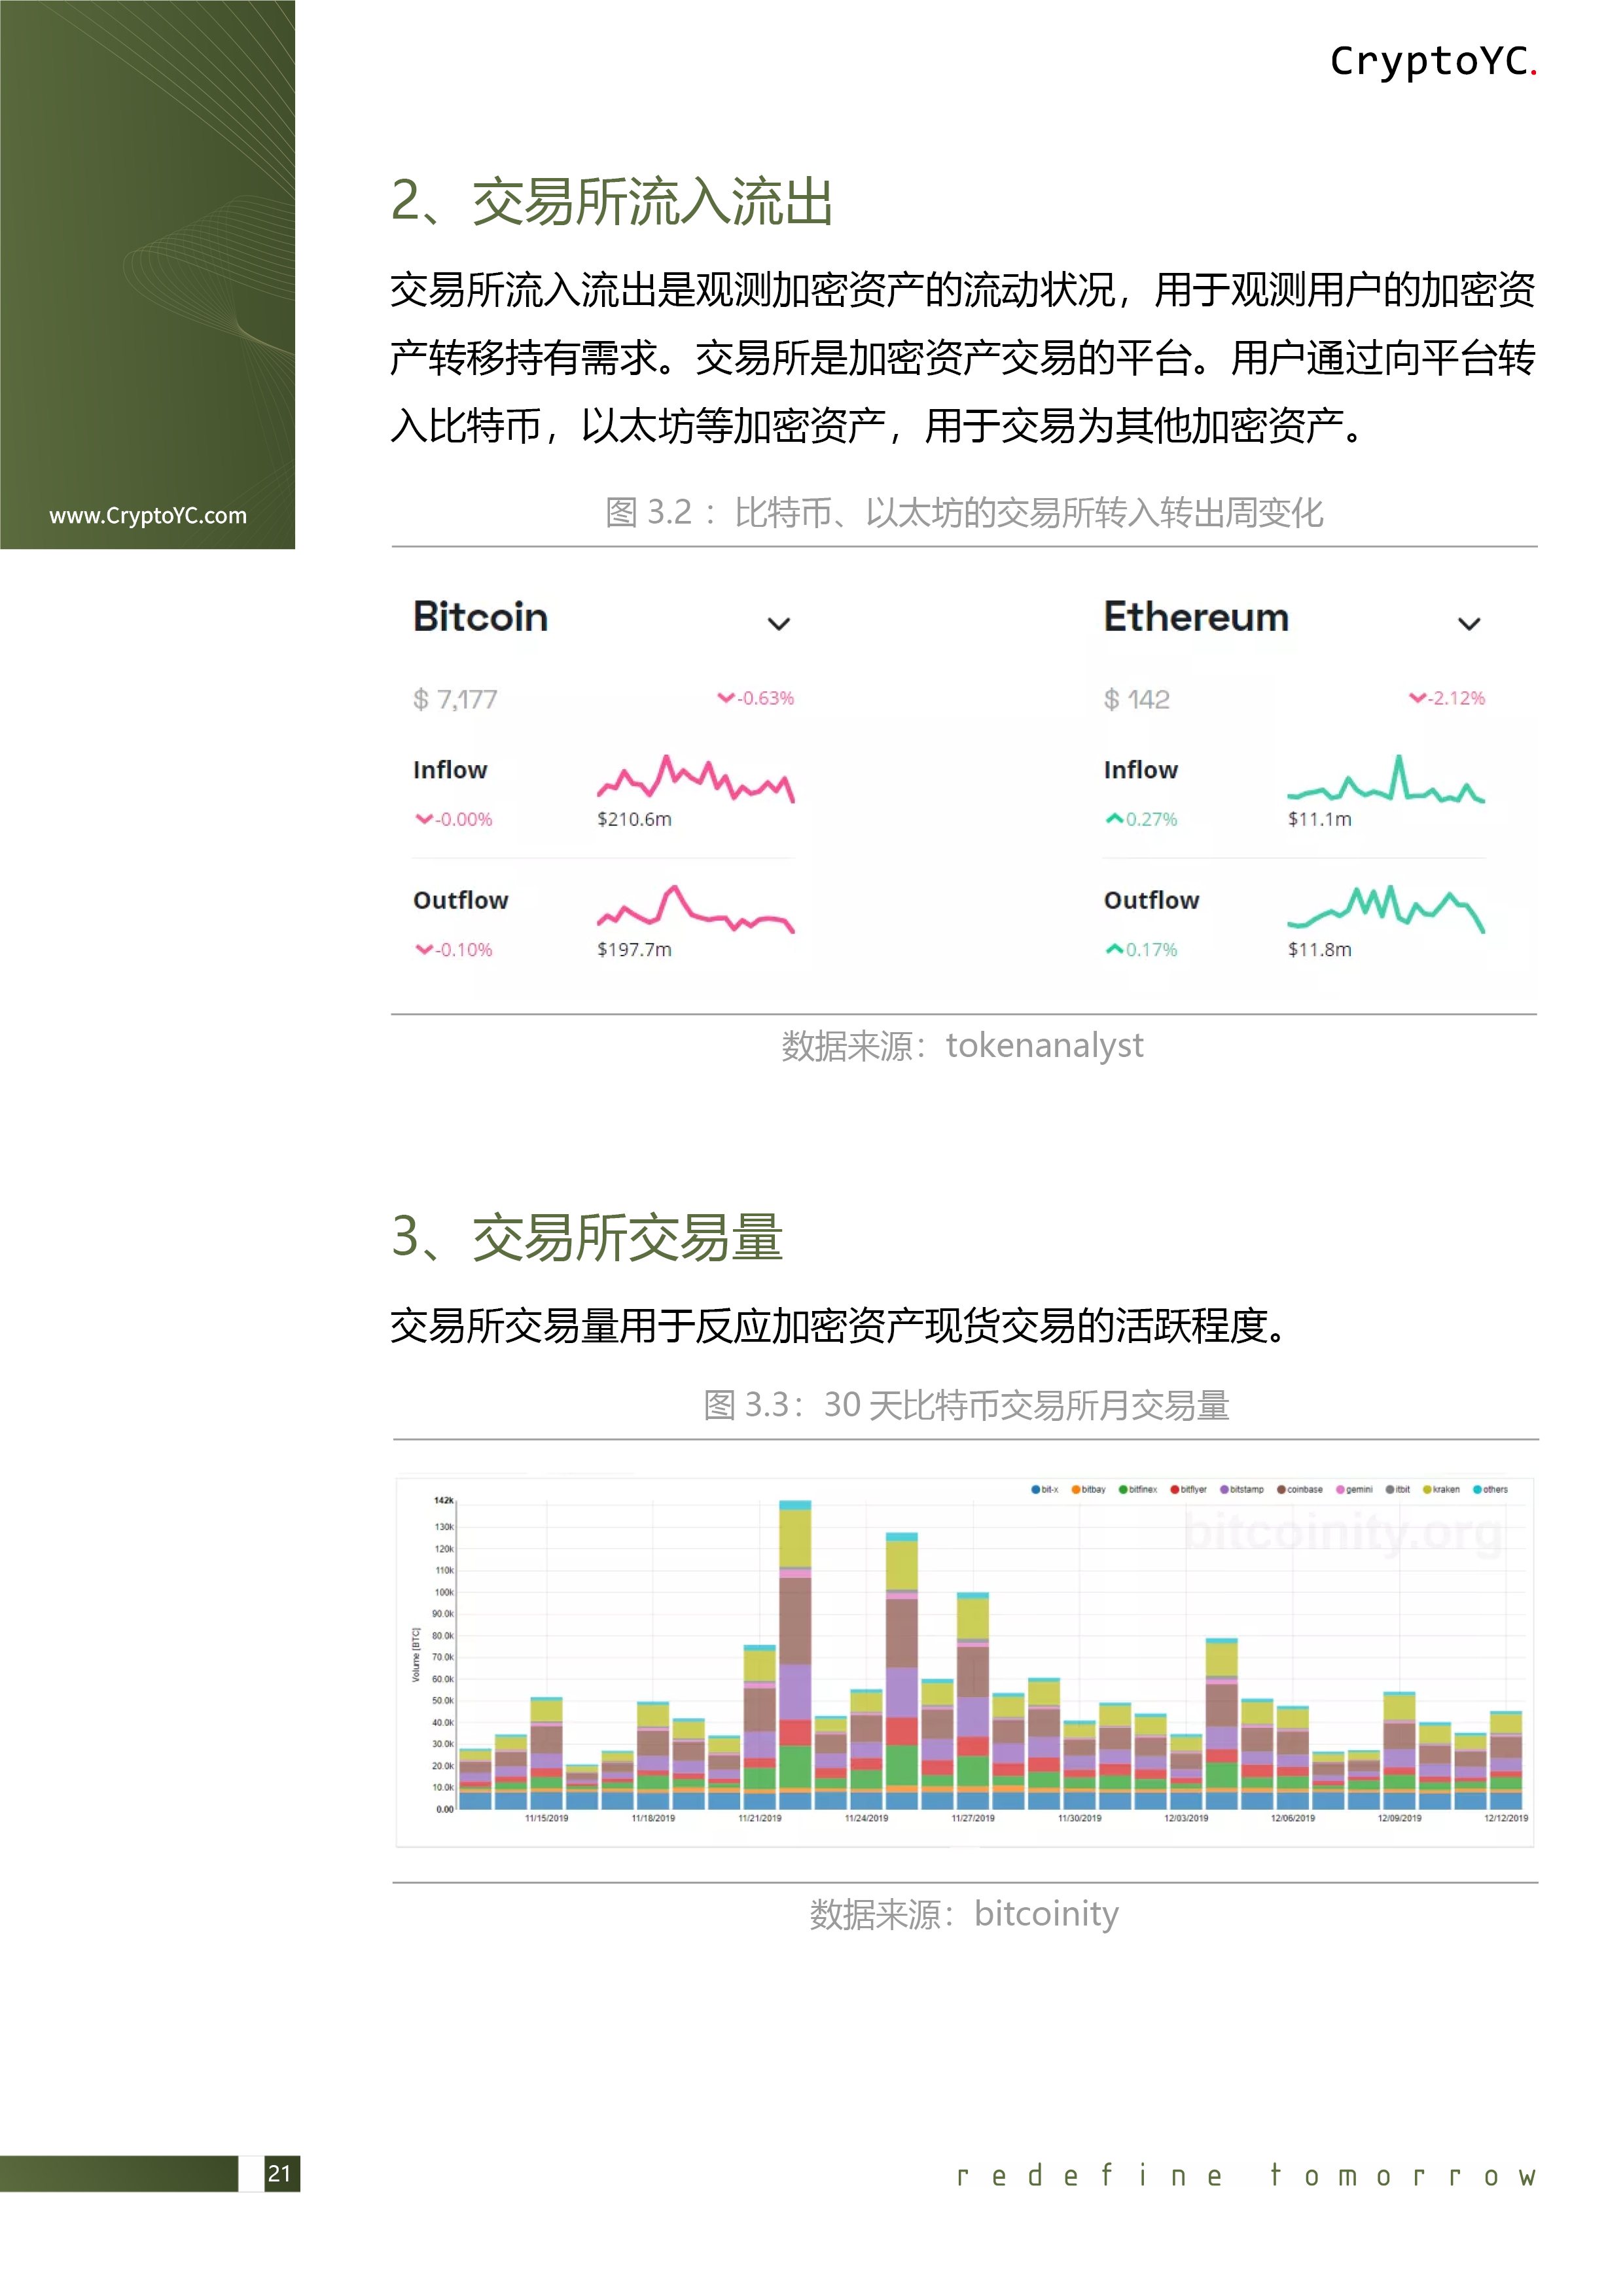 CryptoYC.
www.CryptoYC.com
2、交易所流入流出
交易所流入流出是观测加密资产的流动状况，用于观测用户的加密资
产转移持有需求。交易所是加密资产交易的平台。用户通过向平台转
入比特币，以太坊等加密资产，用于交易为其他加密资产。
图 3.2 ：比特币、以太坊的交易所转入转出周变化
Bitcoin
$ 7,177
-0.63%
Inflow
-0.00%
$210.6m
Outflow
-0.10%
$197.7m
Ethereum
$ 142
-2.12%
Inflow
0.27%
$11.1m
Outflow
0.17%
$11.8m
数据来源：tokenanalyst
3、交易所交易量
交易所交易量用于反应加密资产现货交易的活跃程度。
图 3.3：30 天比特币交易所月交易量
bit-x bitbay bitfinex bitflyer bitstamp coinbase gemini itbit kraken others
bitcoinity.org
Volume [BTC]
142k
130k
120k
110k
100k
90.0k
80.0k
70.0k
60.0k
50.0k
40.0k
30.0k
20.0k
10.0k
0.00
11/15/2019 11/18/2019 11/21/2019 11/24/2019 11/27/2019 11/30/2019 12/03/2019 12/06/2019 12/09/2019 12/12/2019
数据来源：bitcoinity
21
redefine tomorrow